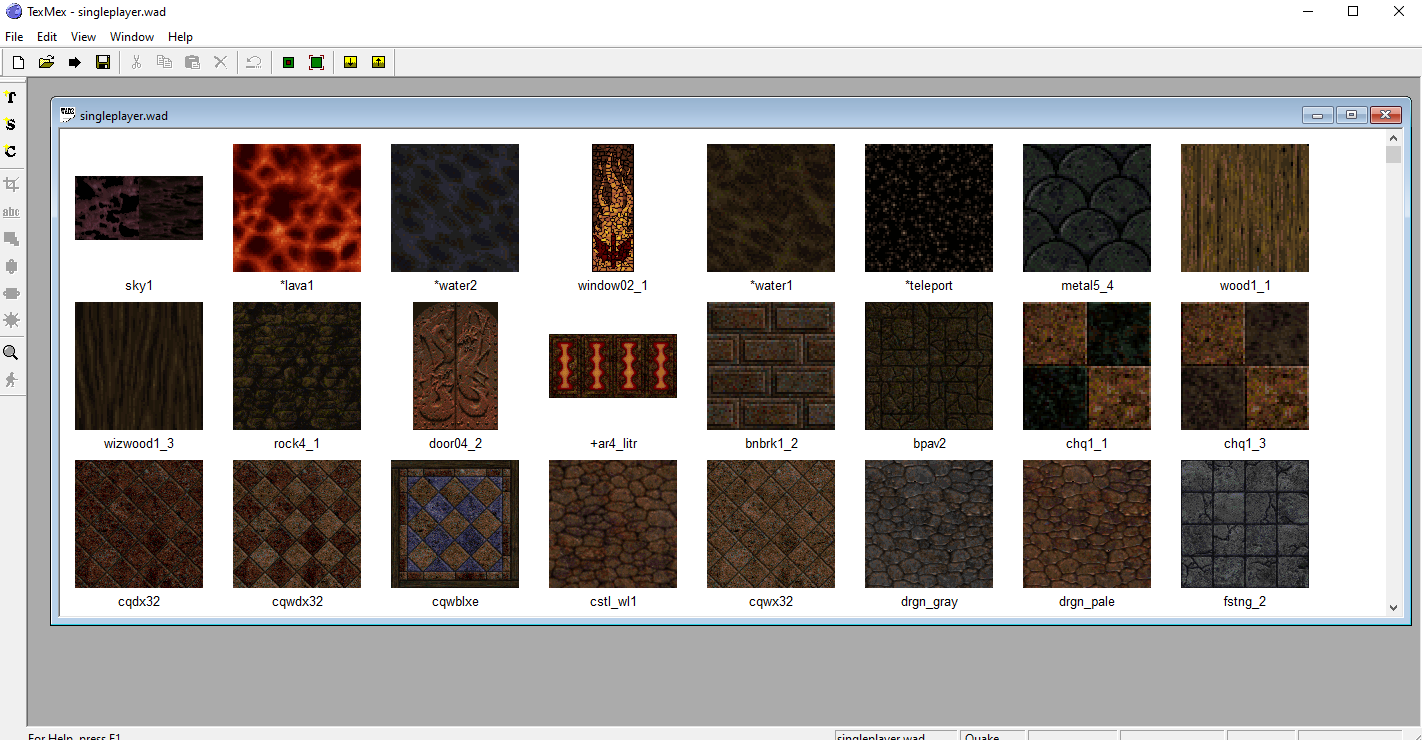 TexMex - singleplayer.wad
File Edit View Window Help
T
S
C
abc
WAD2
singleplayer.wad
sky1 *lava1 *water2 window02_1 *water1 *teleport metal5_4 wood1_1
wizwood1_3 rock4_1 door04_2 +ar4_litr bnbrk1_2 bpav2 chq1_1 chq1_3
cqdx32 cqwdx32 cqwblxe cstl_wl1 cqwx32 drgn_gray drgn_pale fstng_2
For Help, press F1 singleplayer.wad Quake